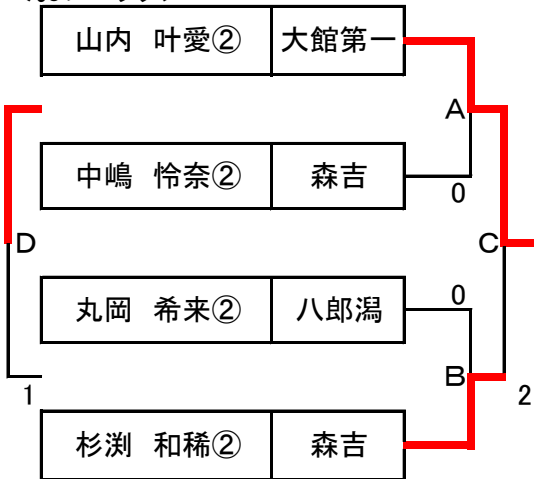 山内 叶愛② 大館第一
A
中嶋 怜奈② 森吉
0
D C
丸岡 希来② 八郎潟
0
B
1 2
杉渕 和稀② 森吉